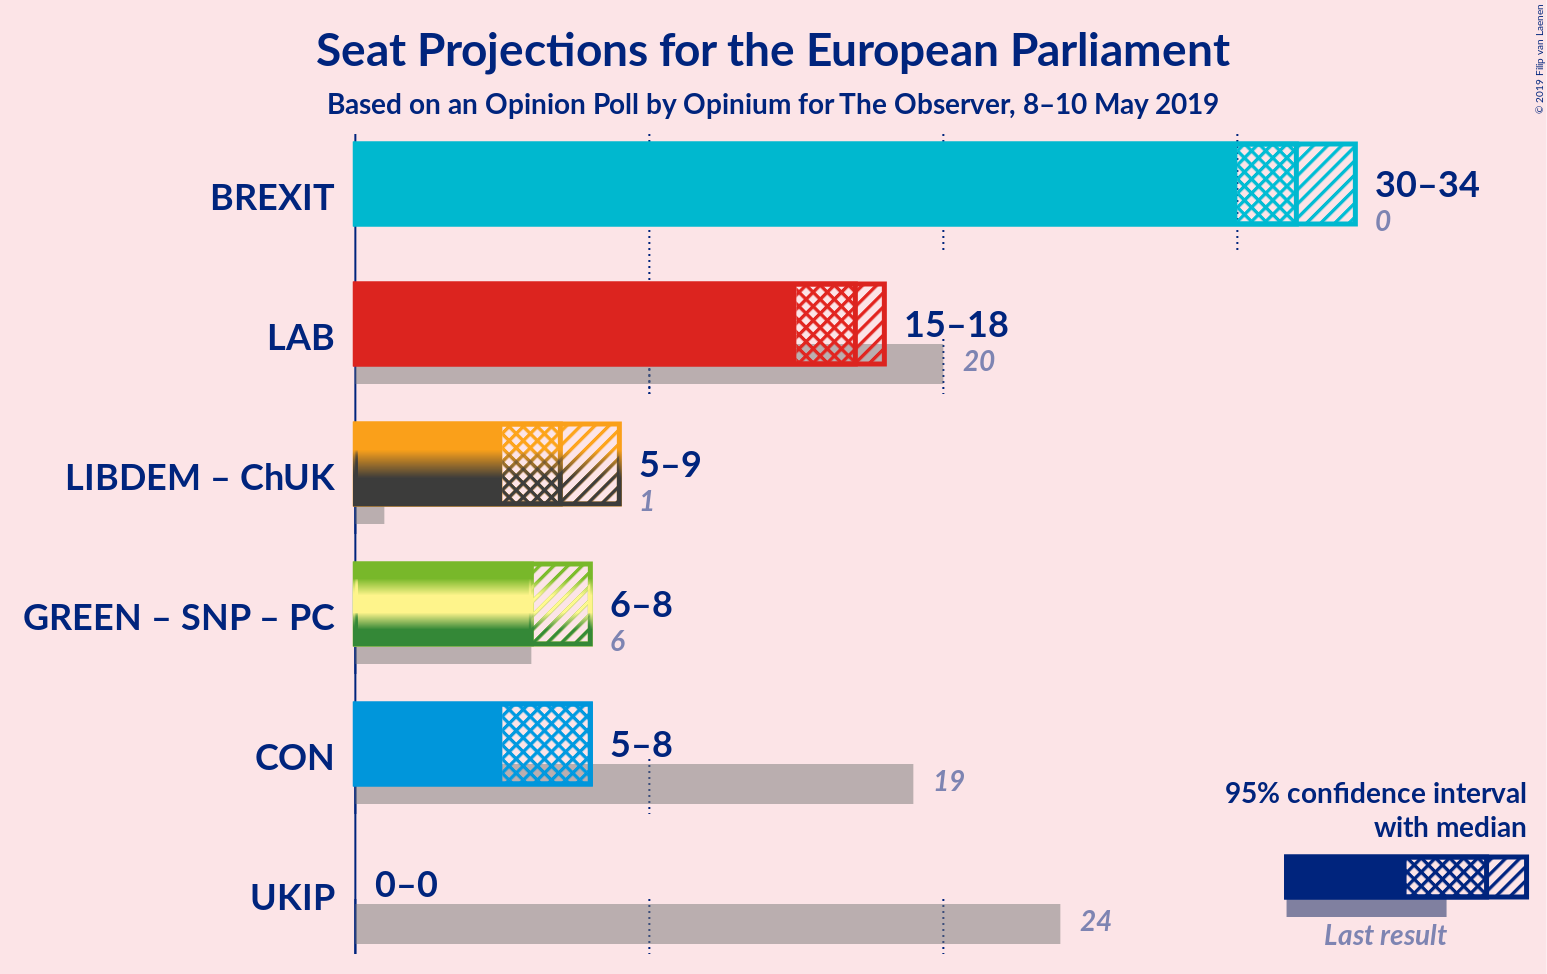 Seat Projections for the European Parliament
Based on an Opinion Poll by Opinium for The Observer, 8–10 May 2019
© 2019 Filip van Laenen
BREXIT
30–34
0
LAB
15–18
20
LIBDEM – ChUK
5–9
1
GREEN – SNP – PC
6–8
6
CON
5–8
19
UKIP
0–0
24
95% confidence interval
with median
Last result